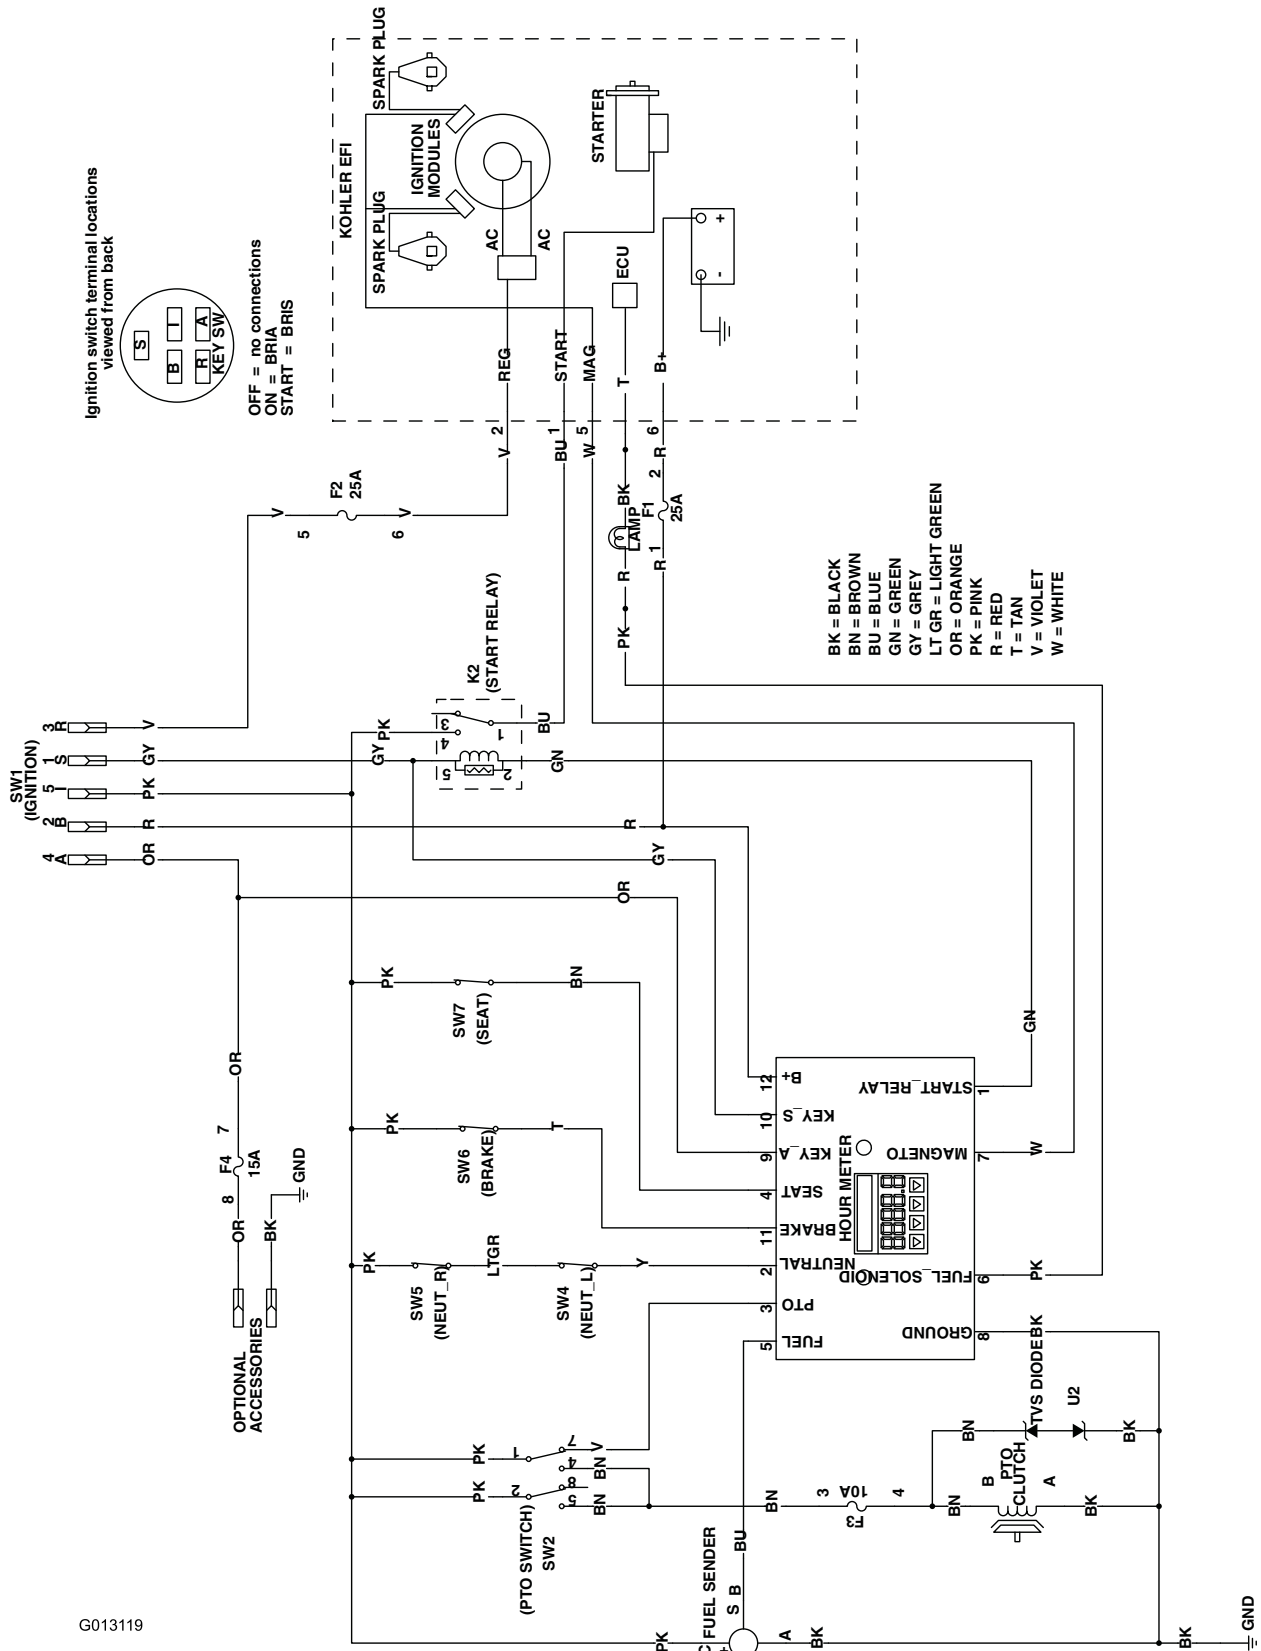 Ignition switch terminal locations
viewed from back
S
B
I
R
A
KEY SW
OFF = no connections
ON = BRIA
START = BRIS
KOHLER EFI
SPARK PLUG
SPARK PLUG
IGNITION
MODULES
AC
AC
STARTER
ECU
+
-
REG
START
MAG
T
B+
2
1
5
6
V
BU
W
R
2
F1
25A
1
R
BK
LAMP
R
PK
F2
25A
V
5
6
V
SW1
(IGNITION)
3
R
1
S
5
I
2
B
4
A
V
GY
PK
R
OR
K2
(START RELAY)
PK
GY
3
4
1
5
2
BU
GN
R
GY
OR
BK = BLACK
BN = BROWN
BU = BLUE
GN = GREEN
GY = GREY
LT GR = LIGHT GREEN
OR = ORANGE
PK = PINK
R = RED
T = TAN
V = VIOLET
W = WHITE
PK
SW7
(SEAT)
BN
PK
SW6
(BRAKE)
T
PK
SW5
(NEUT_R)
LTGR
SW4
(NEUT_L)
Y
OR
7
F4
15A
8
OR
BK
GND
OPTIONAL
ACCESSORIES
12
B+
10
KEY_S
9
KEY_A
4
SEAT
11
BRAKE
2
NEUTRAL
3
PTO
5
FUEL
HOUR METER
START_RELAY
1
GN
MAGNETO
7
W
FUEL_SOLENOID
6
PK
GROUND
8
BK
PK
1
7
V
4
BN
PK
2
8
5
BN
(PTO SWITCH)
SW2
BN
3
F3
10A
4
BN
BN
TVS DIODE
U2
BK
B
PTO
CLUTCH
A
BK
FUEL SENDER
BU
S
B
C
+
PK
A
BK
BK
GND
G013119